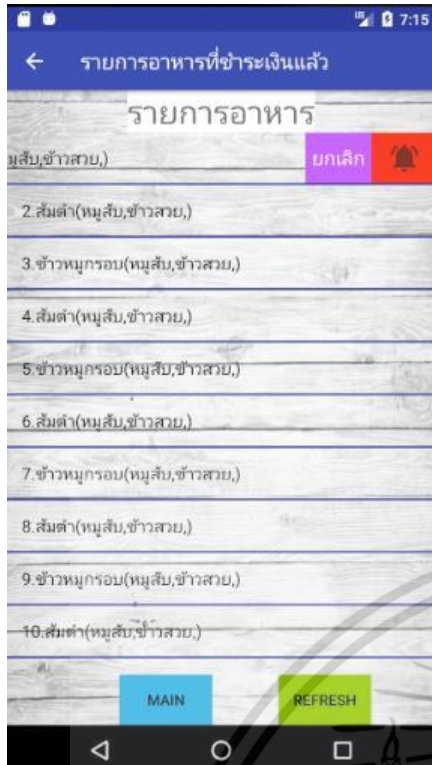 7:15
รายการอาหารที่ชำระเงินแล้ว
รายการอาหาร
มูสับ,ข้าวสวย,) ยกเลิก
2.ส้มตำ(หมูสับ,ข้าวสวย,)
3.ข้าวหมูกรอบ(หมูสับ,ข้าวสวย,)
4.ส้มตำ(หมูสับ,ข้าวสวย,)
5.ข้าวหมูกรอบ(หมูสับ,ข้าวสวย,)
6.ส้มตำ(หมูสับ,ข้าวสวย,)
7.ข้าวหมูกรอบ(หมูสับ,ข้าวสวย,)
8.ส้มตำ(หมูสับ,ข้าวสวย,)
9.ข้าวหมูกรอบ(หมูสับ,ข้าวสวย,)
10.ส้มตำ(หมูสับ,ข้าวสวย,)
MAIN REFRESH